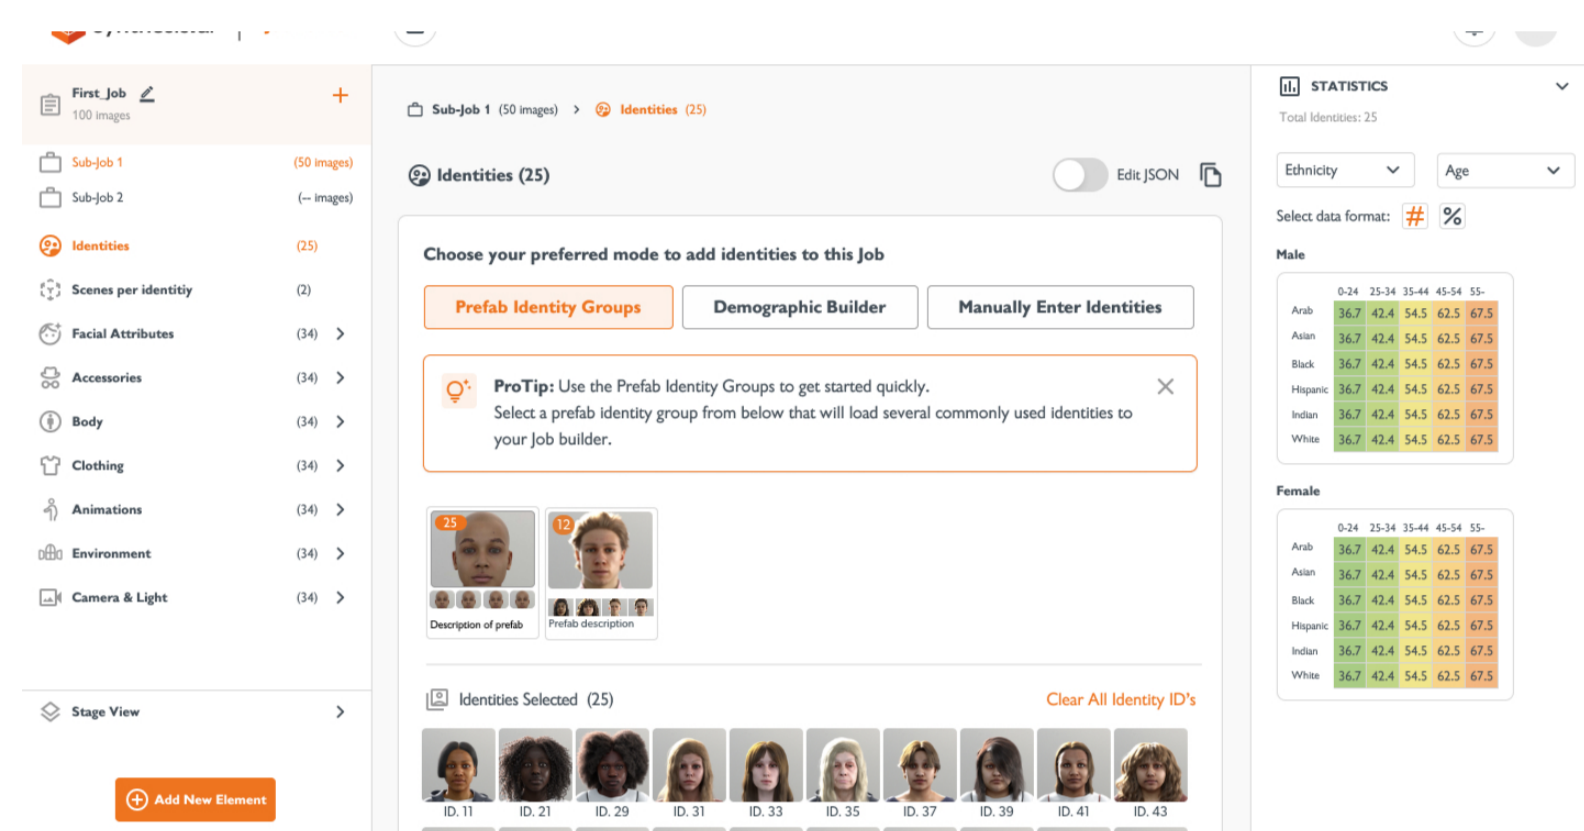 First_Job
100 images
Sub-Job 1 (50 images)
Sub-Job 2 (-- images)
Identities (25)
Scenes per identitiy (2)
Facial Attributes (34)
Accessories (34)
Body (34)
Clothing (34)
Animations (34)
Environment (34)
Camera & Light (34)
Stage View
Add New Element
Sub-Job 1 (50 images) > Identities (25)
Identities (25)
Edit JSON
Choose your preferred mode to add identities to this Job
Prefab Identity Groups Demographic Builder Manually Enter Identities
ProTip: Use the Prefab Identity Groups to get started quickly.
Select a prefab identity group from below that will load several commonly used identities to
your Job builder.
25 12
Description of prefab Prefab description
Identities Selected (25) Clear All Identity ID's
ID. 11 ID. 21 ID. 29 ID. 31 ID. 33 ID. 35 ID. 37 ID. 39 ID. 41 ID. 43
STATISTICS
Total Identities: 25
Ethnicity Age
Select data format: # %
Male
0-24 25-34 35-44 45-54 55-
Arab 36.7 42.4 54.5 62.5 67.5
Asian 36.7 42.4 54.5 62.5 67.5
Black 36.7 42.4 54.5 62.5 67.5
Hispanic 36.7 42.4 54.5 62.5 67.5
Indian 36.7 42.4 54.5 62.5 67.5
White 36.7 42.4 54.5 62.5 67.5
Female
0-24 25-34 35-44 45-54 55-
Arab 36.7 42.4 54.5 62.5 67.5
Asian 36.7 42.4 54.5 62.5 67.5
Black 36.7 42.4 54.5 62.5 67.5
Hispanic 36.7 42.4 54.5 62.5 67.5
Indian 36.7 42.4 54.5 62.5 67.5
White 36.7 42.4 54.5 62.5 67.5